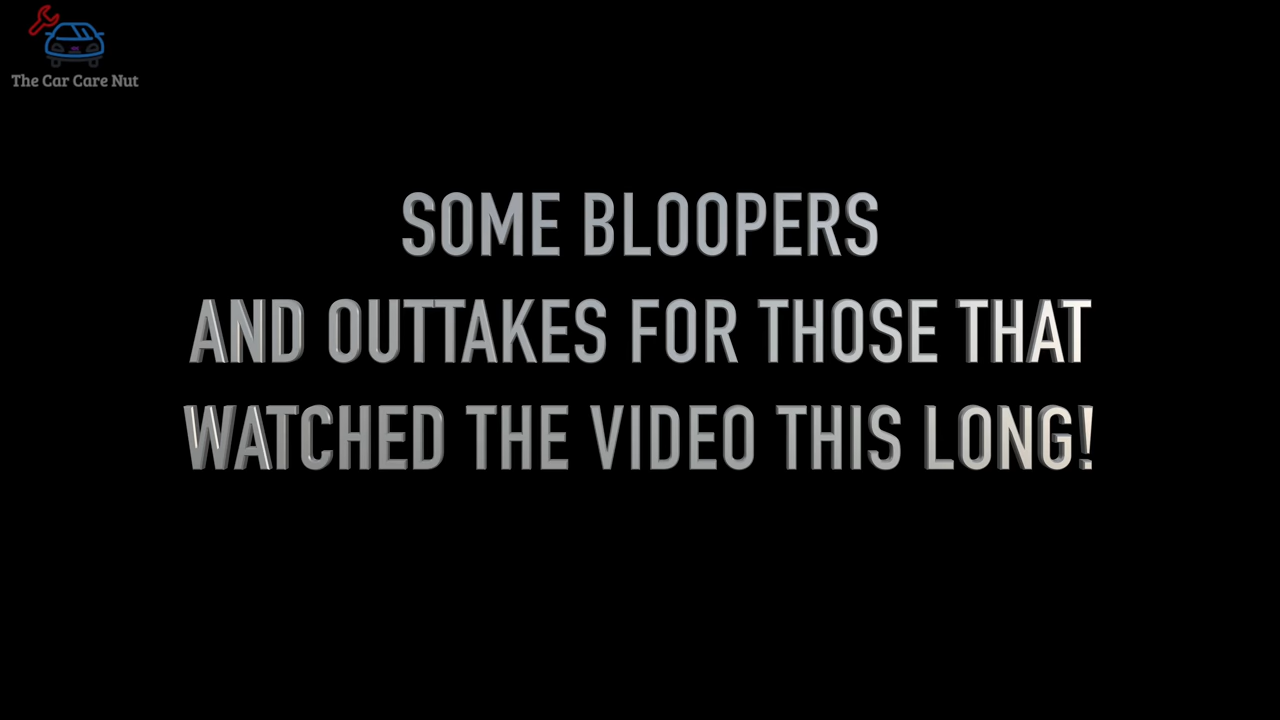 The Car Care Nut
SOME BLOOPERS
AND OUTTAKES FOR THOSE THAT
WATCHED THE VIDEO THIS LONG!